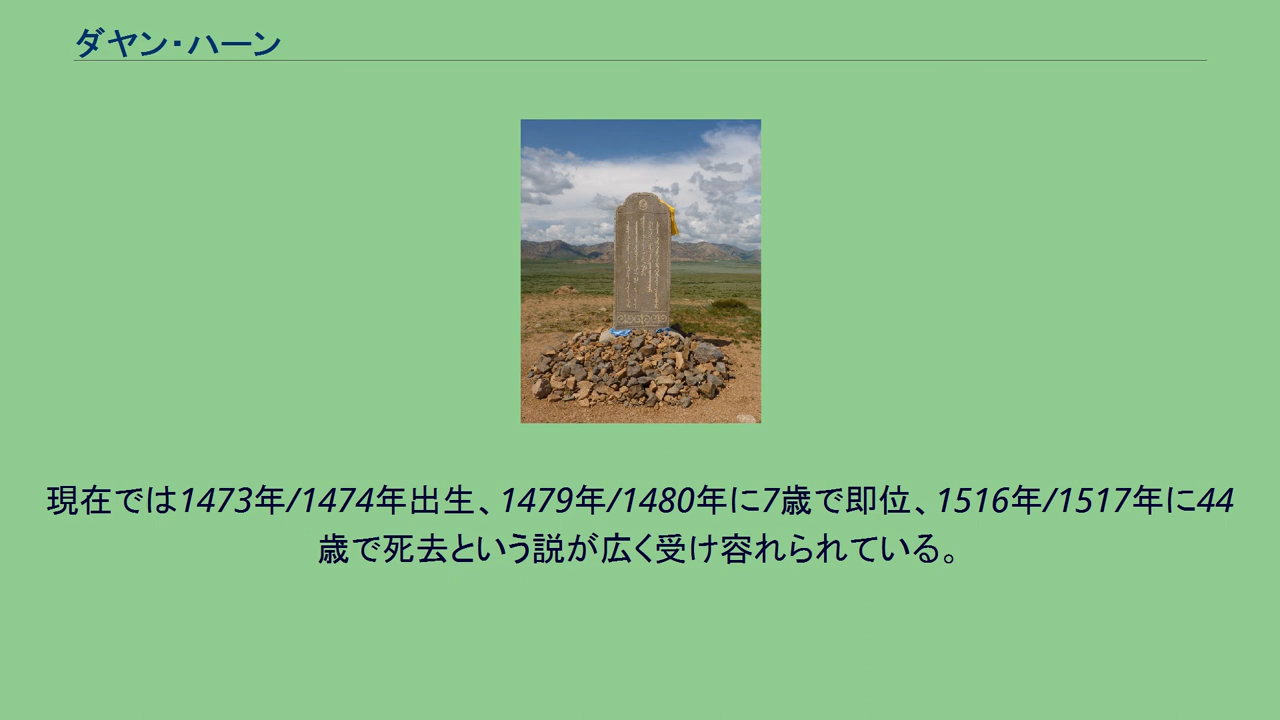 ダヤン・ハーン
現在では1473年/1474年出生、1479年/1480年に7歳で即位、1516年/1517年に44
歳で死去という説が広く受け容れられている。